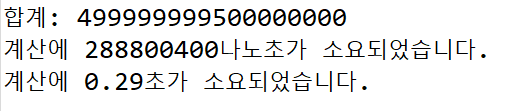 합계: 499999999500000000
계산에 288800400나노초가 소요되었습니다.
계산에 0.29초가 소요되었습니다.